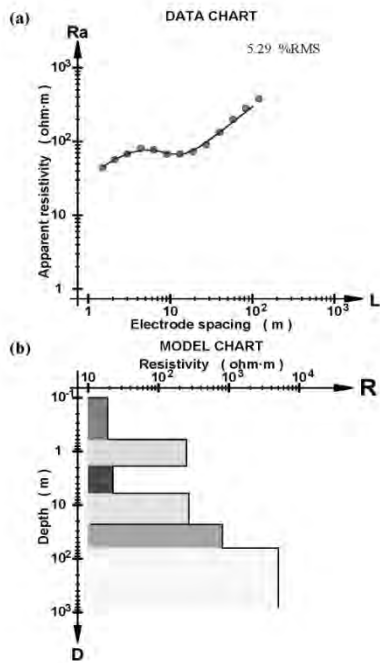 (a) DATA CHART
Ra
5.29 %RMS
Apparent resistivity ( ohm·m )
10³
10²
10
1
1 10 10² 10³ L
Electrode spacing ( m )
(b) MODEL CHART
Resistivity ( ohm·m )
10 10² 10³ 10⁴ R
Depth ( m )
10⁻¹
1
10
10²
10³
D